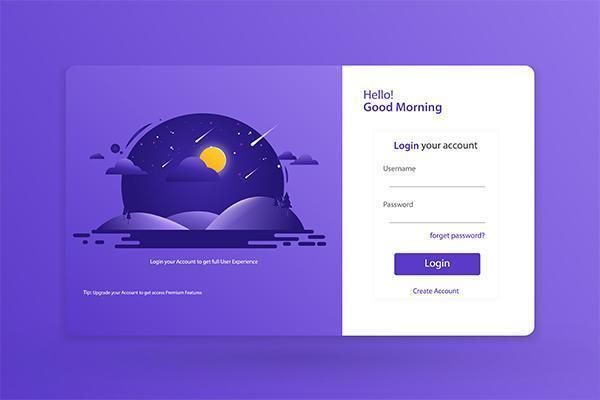 Hello!
Good Morning
Login your account
Username
Password
forget password?
Login
Create Account
Login your Account to get full User Experience
Tip: Upgrade your Account to get access Premium Features